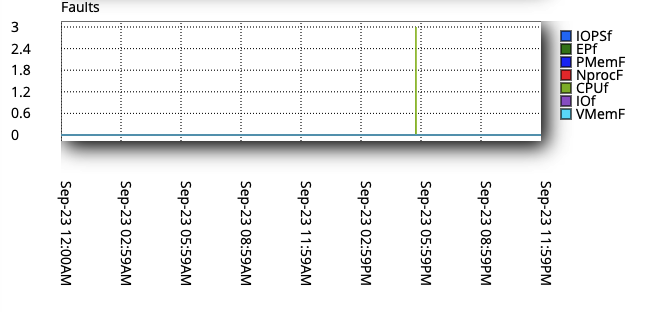 Faults
3
2.4
1.8
1.2
0.6
0
IOPSf
EPf
PMemF
NprocF
CPUf
IOf
VMemF
Sep-23 12:00AM
Sep-23 02:59AM
Sep-23 05:59AM
Sep-23 08:59AM
Sep-23 11:59AM
Sep-23 02:59PM
Sep-23 05:59PM
Sep-23 08:59PM
Sep-23 11:59PM